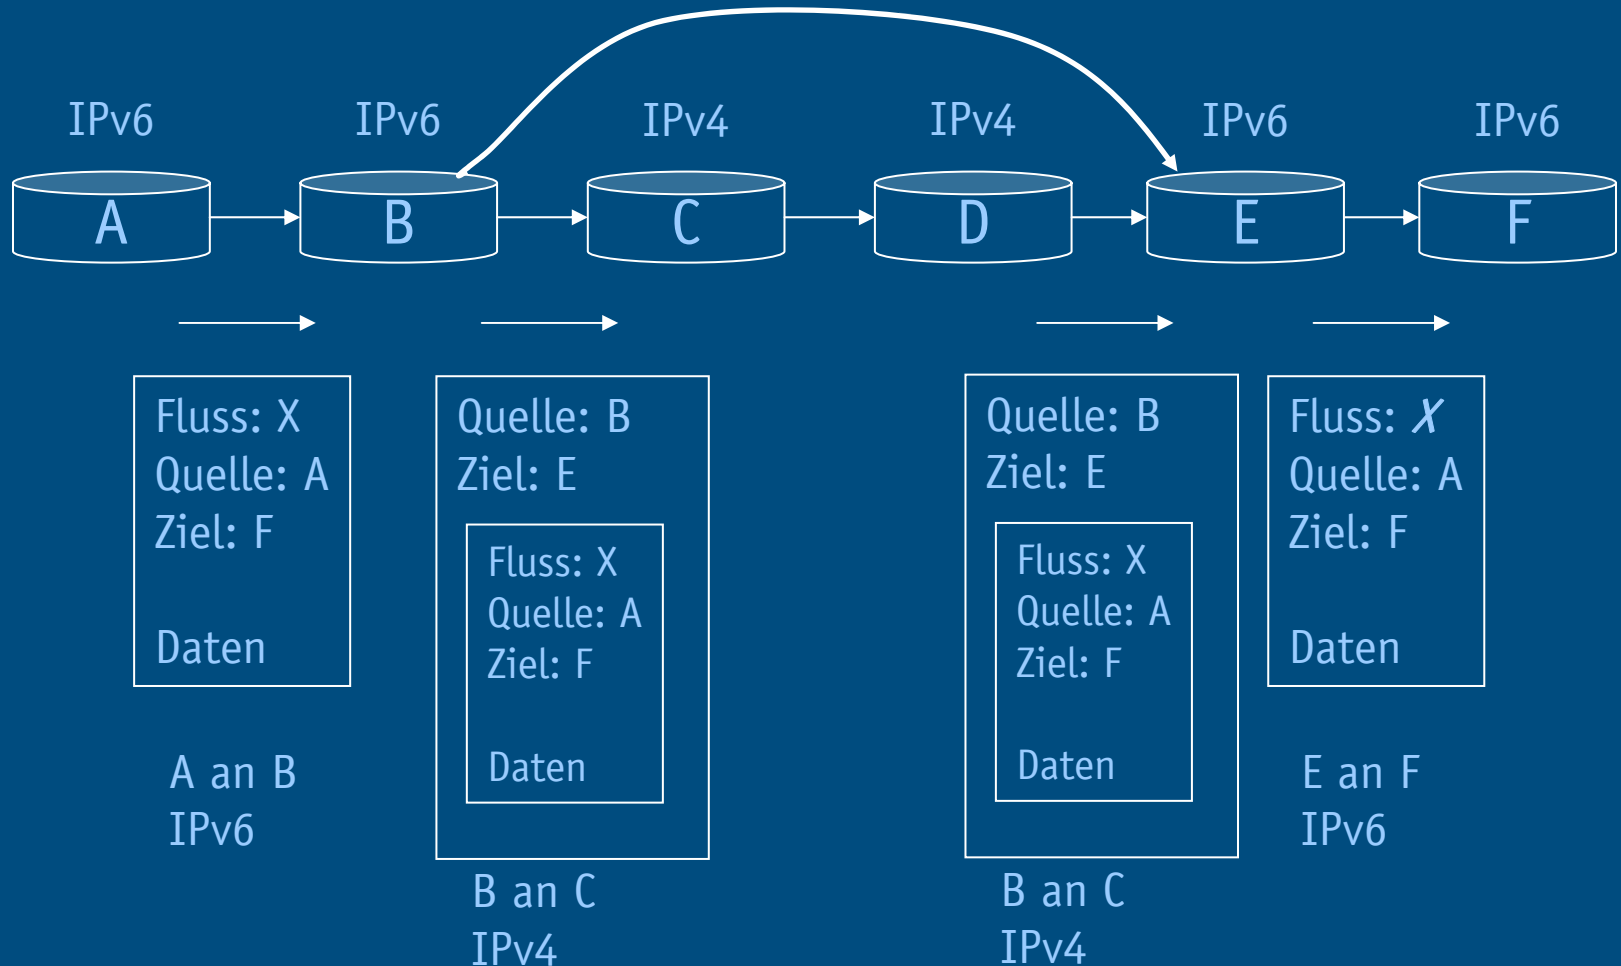 IPv6
IPv6
IPv4
IPv4
IPv6
IPv6
A
B
C
D
E
F
Fluss: X
Quelle: A
Ziel: F
Daten
A an B
IPv6
Quelle: B
Ziel: E
Fluss: X
Quelle: A
Ziel: F
Daten
B an C
IPv4
Quelle: B
Ziel: E
Fluss: X
Quelle: A
Ziel: F
Daten
B an C
IPv4
Fluss: X
Quelle: A
Ziel: F
Daten
E an F
IPv6